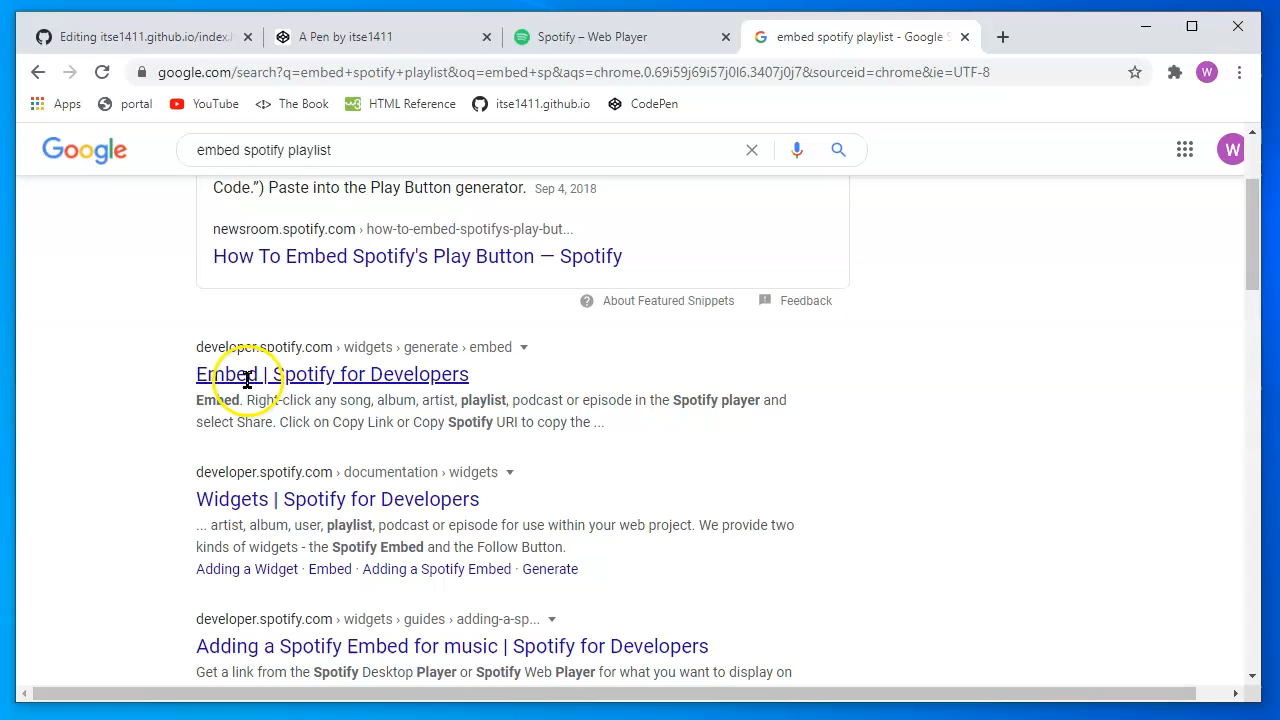 Editing itse1411.github.io/index.h
A Pen by itse1411
Spotify – Web Player
embed spotify playlist - Google S
google.com/search?q=embed+spotify+playlist&oq=embed+sp&aqs=chrome.0.69i59j69i57j0l6.3407j0j7&sourceid=chrome&ie=UTF-8
W
Apps
portal
YouTube
The Book
HTML Reference
itse1411.github.io
CodePen
Google
embed spotify playlist
W
Code.”) Paste into the Play Button generator. Sep 4, 2018
newsroom.spotify.com › how-to-embed-spotifys-play-but...
How To Embed Spotify's Play Button — Spotify
About Featured Snippets
Feedback
developer.spotify.com › widgets › generate › embed
Embed | Spotify for Developers
Embed. Right-click any song, album, artist, playlist, podcast or episode in the Spotify player and
select Share. Click on Copy Link or Copy Spotify URI to copy the ...
developer.spotify.com › documentation › widgets
Widgets | Spotify for Developers
... artist, album, user, playlist, podcast or episode for use within your web project. We provide two
kinds of widgets - the Spotify Embed and the Follow Button.
Adding a Widget · Embed · Adding a Spotify Embed · Generate
developer.spotify.com › widgets › guides › adding-a-sp...
Adding a Spotify Embed for music | Spotify for Developers
Get a link from the Spotify Desktop Player or Spotify Web Player for what you want to display on